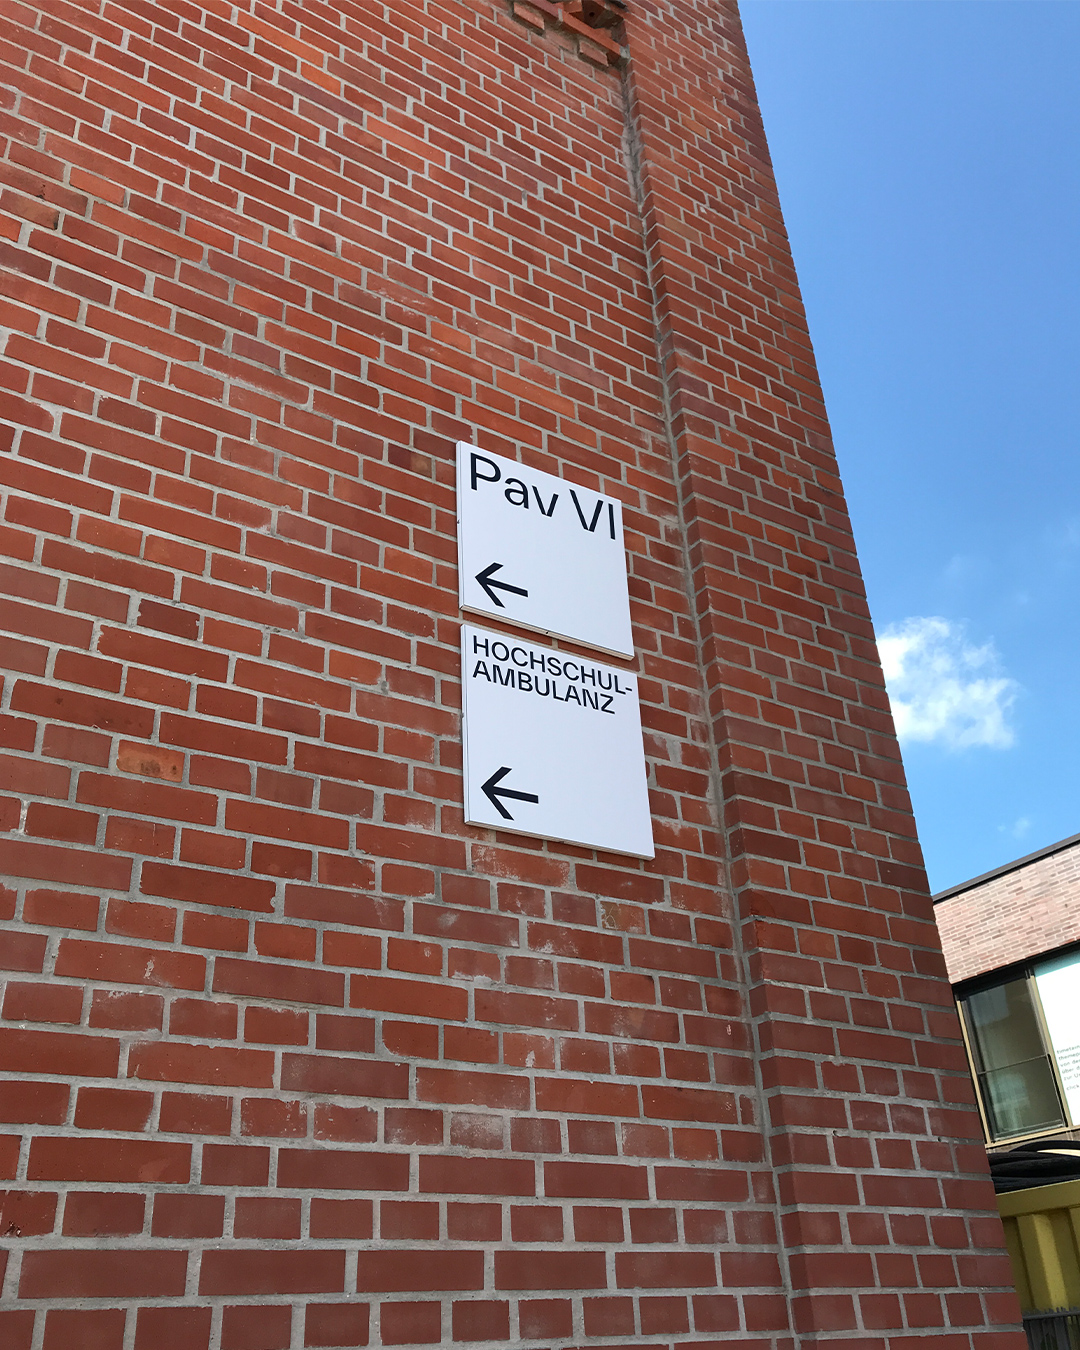 Pav VI
HOCHSCHUL-
AMBULANZ